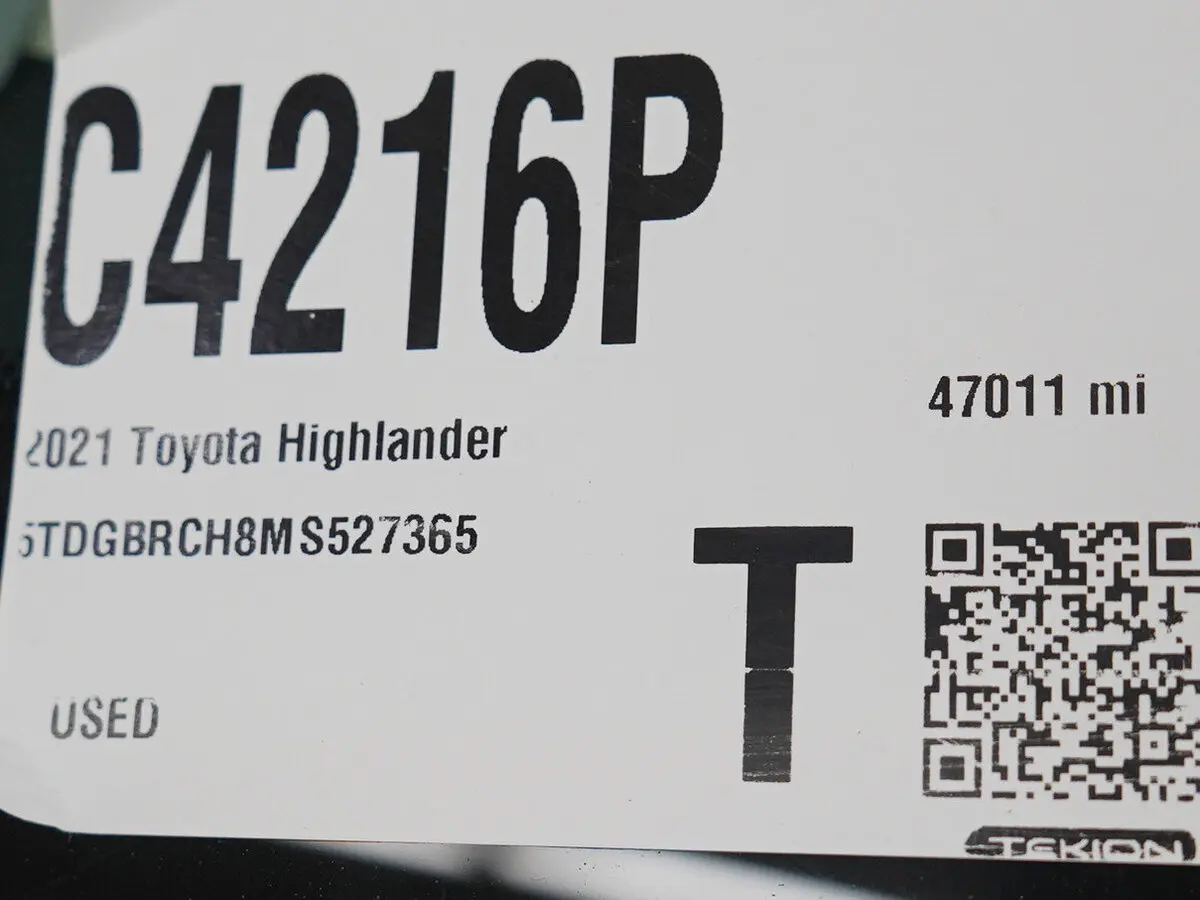 C4216P
47011 mi
2021 Toyota Highlander
5TDGBRCH8MS527365
T
USED
TEKION